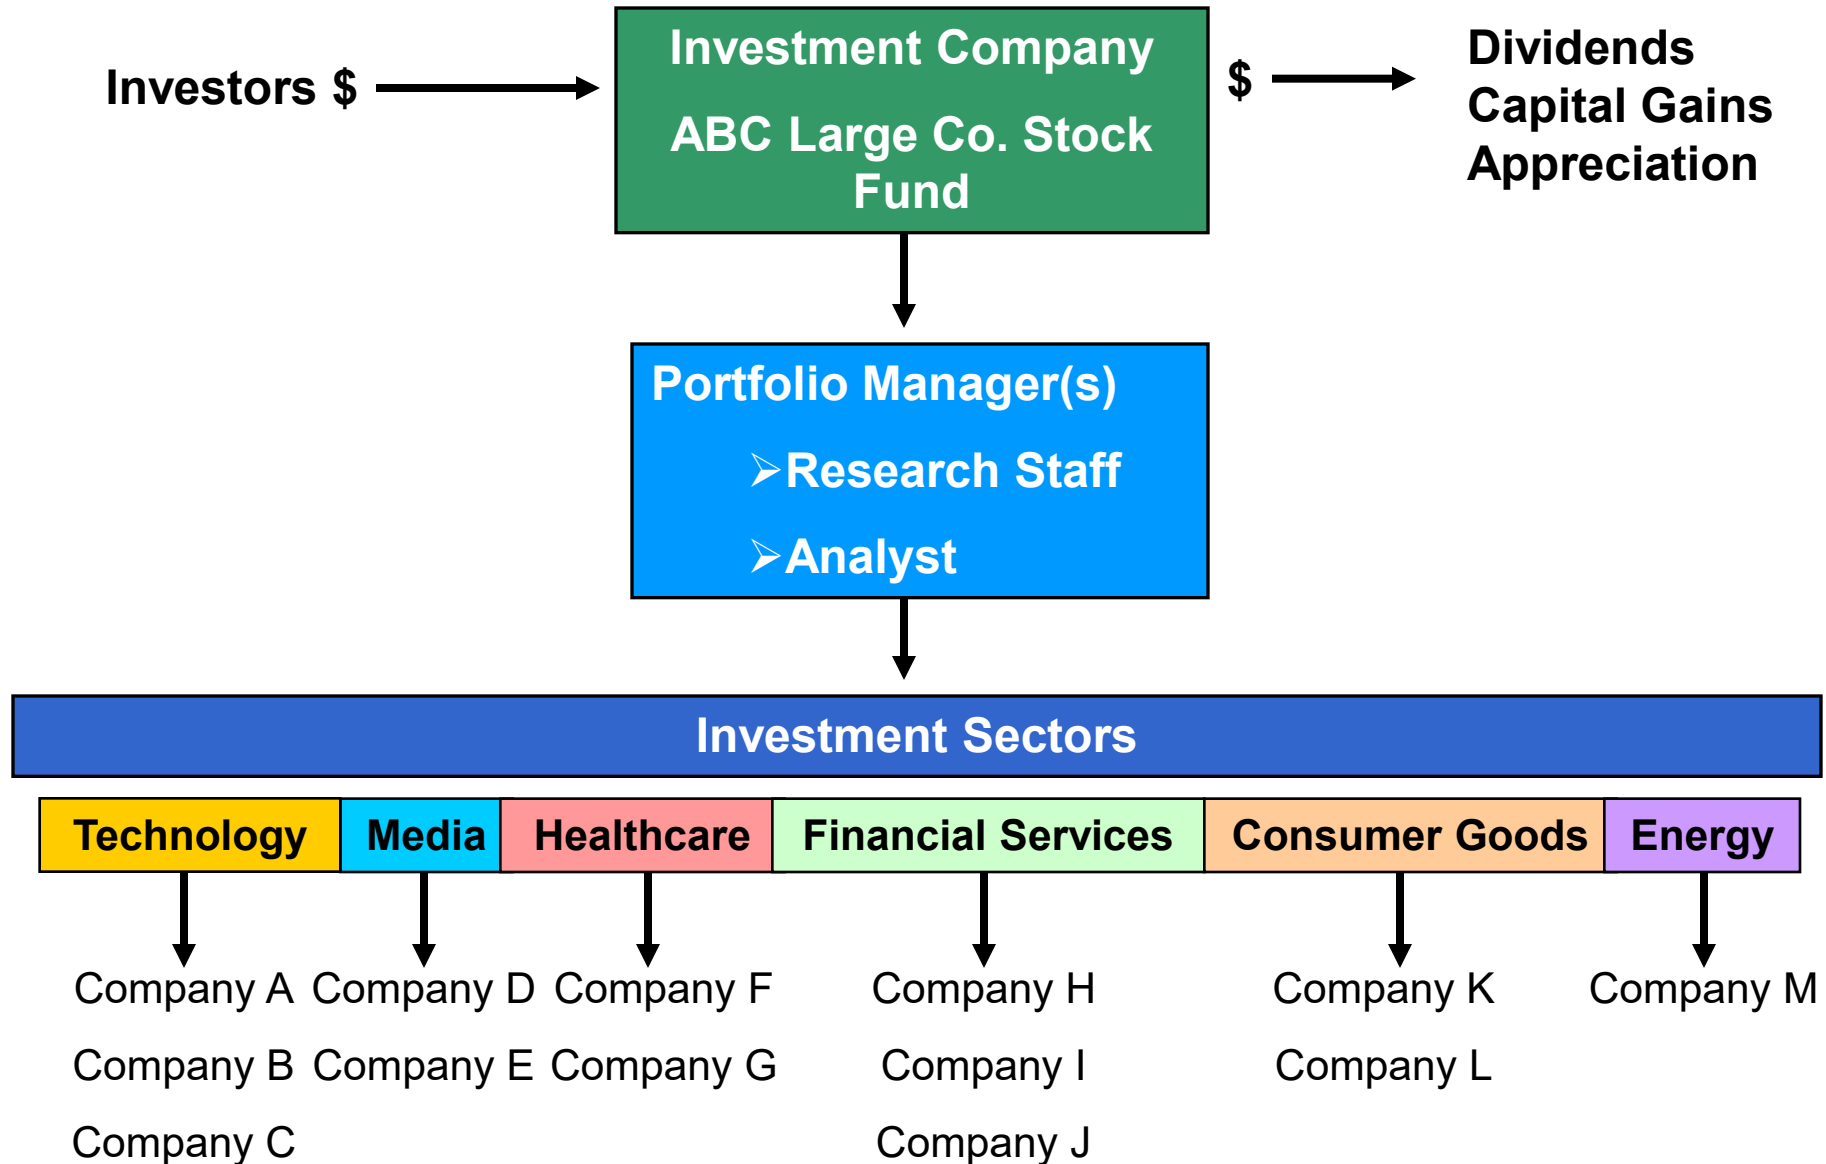 Investors $
Investment Company
ABC Large Co. Stock
Fund
$
Dividends
Capital Gains
Appreciation
Portfolio Manager(s)
➢Research Staff
➢Analyst
Investment Sectors
Technology
Media
Healthcare
Financial Services
Consumer Goods
Energy
Company A
Company B
Company C
Company D
Company E
Company F
Company G
Company H
Company I
Company J
Company K
Company L
Company M